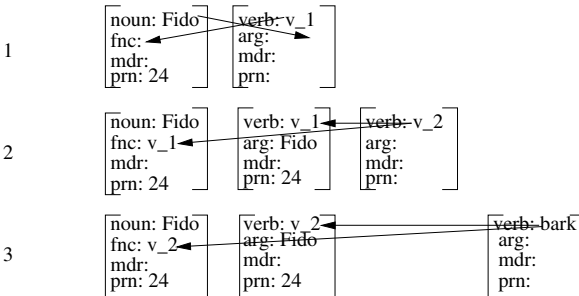 1
noun: Fido
fnc:
mdr:
prn: 24
verb: v_1
arg:
mdr:
prn:
2
noun: Fido
fnc: v_1
mdr:
prn: 24
verb: v_1
arg: Fido
mdr:
prn: 24
verb: v_2
arg:
mdr:
prn:
3
noun: Fido
fnc: v_2
mdr:
prn: 24
verb: v_2
arg: Fido
mdr:
prn: 24
verb: bark
arg:
mdr:
prn: